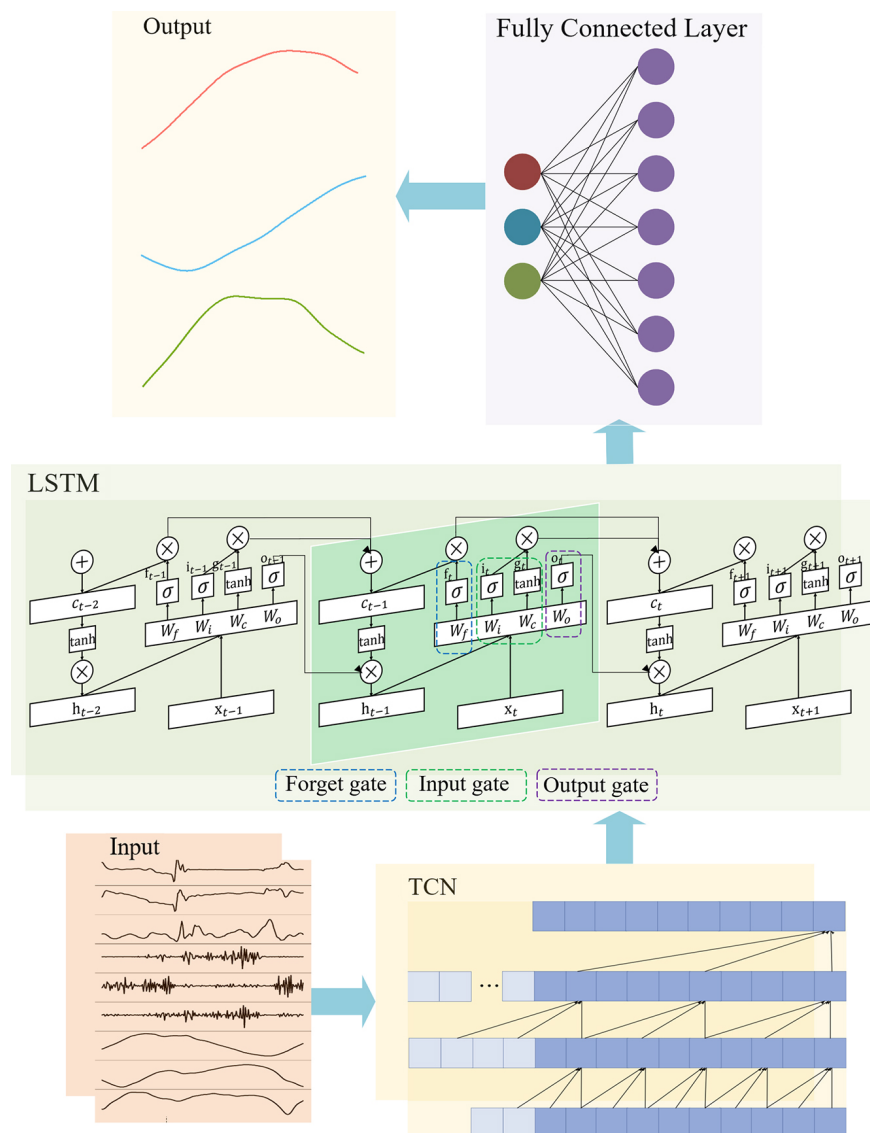 Output
Fully Connected Layer
LSTM
+ × × + × × + × ×
f_{t−1} i_{t−1} g_{t−1} o_{t−1} f_t i_t g_t o_t f_{t+1} i_{t+1} g_{t+1} o_{t+1}
σ σ tanh σ σ σ tanh σ σ σ tanh σ
c_{t−2} c_{t−1} c_t
W_f W_i W_c W_o W_f W_i W_c W_o W_f W_i W_c W_o
tanh tanh tanh
× × ×
h_{t−2} x_{t−1} h_{t−1} x_t h_t x_{t+1}
Forget gate Input gate Output gate
Input
TCN
...